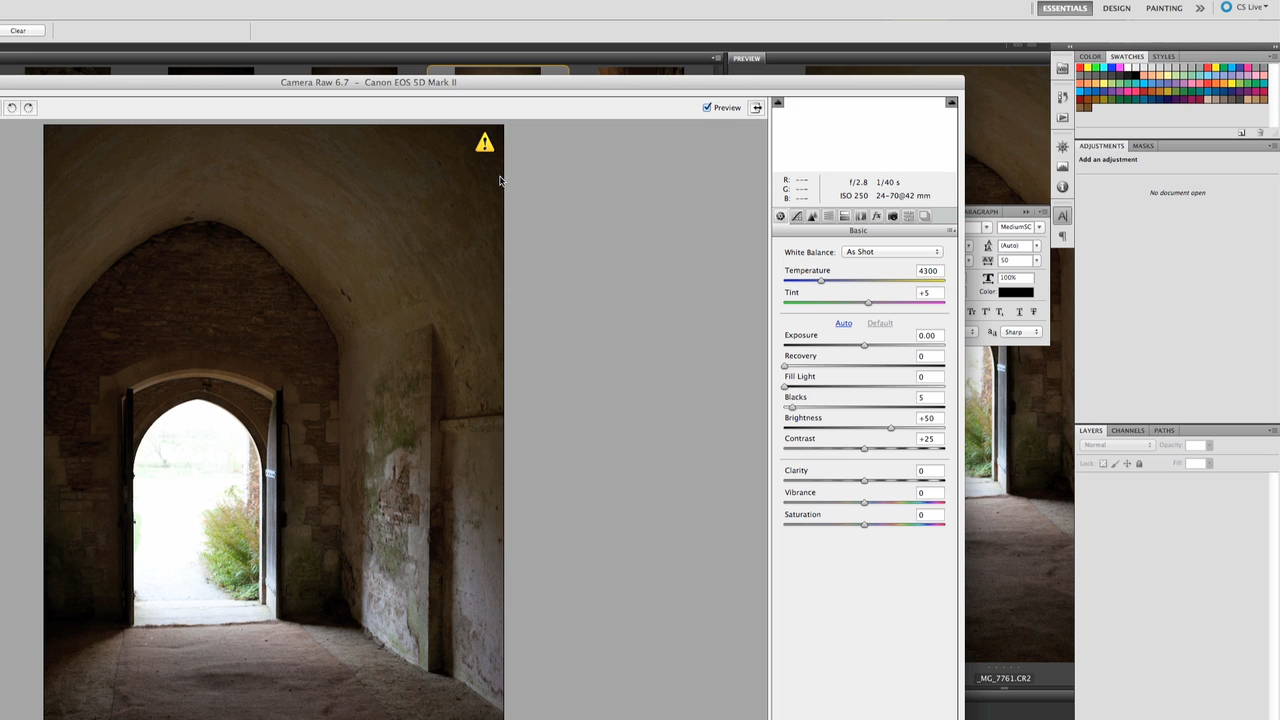 ESSENTIALS DESIGN PAINTING CS Live
Clear
PREVIEW
COLOR SWATCHES STYLES
Camera Raw 6.7 – Canon EOS 5D Mark II
Preview
R: ---
G: ---
B: ---
f/2.8 1/40 s
ISO 250 24-70@42 mm
Basic
White Balance: As Shot
Temperature 4300
Tint +5
Auto Default
Exposure 0.00
Recovery 0
Fill Light 0
Blacks 5
Brightness +50
Contrast +25
Clarity 0
Vibrance 0
Saturation 0
ARAGRAPH
MediumSC
(Auto)
50
100%
Color:
Sharp
ADJUSTMENTS MASKS
Add an adjustment
No document open
LAYERS CHANNELS PATHS
Normal Opacity:
Lock: Fill:
_MG_7761.CR2